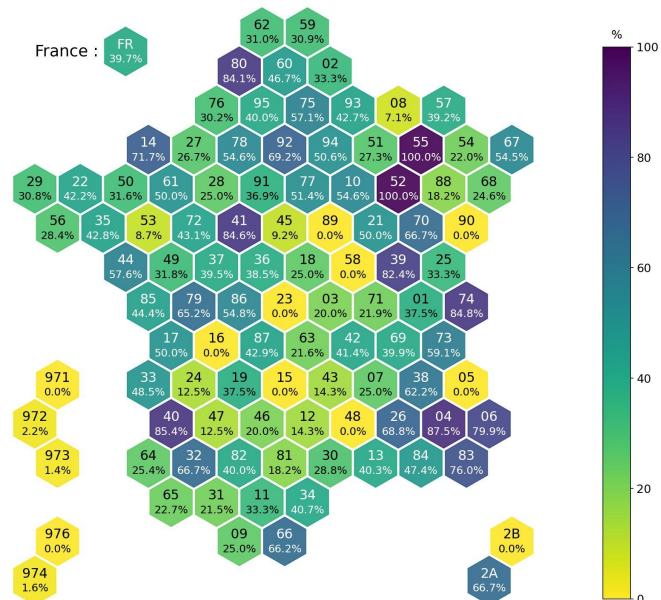 62 59
31.0% 30.9%
France : FR
39.7%
%
100
80 60 02
84.1% 46.7% 33.3%
76 95 75 93 08 57
30.2% 40.0% 57.1% 42.7% 7.1% 39.2%
14 27 78 92 94 51 55 54 67
71.7% 26.7% 54.6% 69.2% 50.6% 27.3% 100.0% 22.0% 54.5%
80
29 22 50 61 28 91 77 10 52 88 68
30.8% 42.2% 31.6% 50.0% 25.0% 36.9% 51.4% 54.6% 100.0% 18.2% 24.6%
56 35 53 72 41 45 89 21 70 90
28.4% 42.8% 8.7% 43.1% 84.6% 9.2% 0.0% 50.0% 66.7% 0.0%
44 49 37 36 18 58 39 25
57.6% 31.8% 39.5% 38.5% 25.0% 0.0% 82.4% 33.3%
60
85 79 86 23 03 71 01 74
44.4% 65.2% 54.8% 0.0% 20.0% 21.9% 37.5% 84.8%
17 16 87 63 42 69 73
50.0% 0.0% 42.9% 21.6% 41.4% 39.9% 59.1%
971 33 24 19 15 43 07 38 05
0.0% 48.5% 12.5% 37.5% 0.0% 14.3% 25.0% 62.2% 0.0%
40
972 40 47 46 12 48 26 04 06
2.2% 85.4% 12.5% 20.0% 14.3% 0.0% 68.8% 87.5% 79.9%
973 64 32 82 81 30 13 84 83
1.4% 25.4% 66.7% 40.0% 18.2% 28.8% 40.3% 47.4% 76.0%
20
65 31 11 34
22.7% 21.5% 33.3% 40.7%
976 09 66 2B
0.0% 25.0% 66.2% 0.0%
974 2A
1.6% 66.7%
0